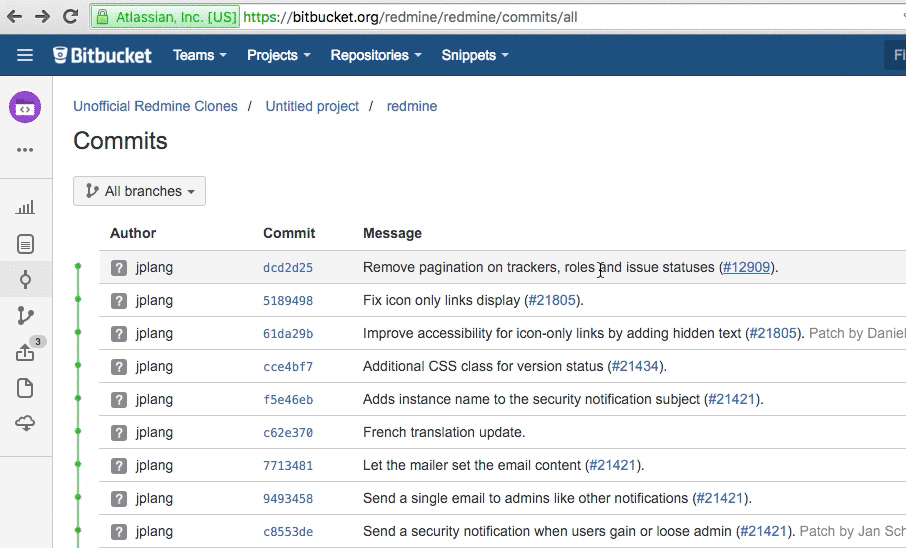 Atlassian, Inc. [US] https://bitbucket.org/redmine/redmine/commits/all
Bitbucket Teams Projects Repositories Snippets Fi
Unofficial Redmine Clones / Untitled project / redmine
Commits
All branches
Author Commit Message
? jplang dcd2d25 Remove pagination on trackers, roles and issue statuses (#12909).
? jplang 5189498 Fix icon only links display (#21805).
? jplang 61da29b Improve accessibility for icon-only links by adding hidden text (#21805). Patch by Daniel
3
? jplang cce4bf7 Additional CSS class for version status (#21434).
? jplang f5e46eb Adds instance name to the security notification subject (#21421).
? jplang c62e370 French translation update.
? jplang 7713481 Let the mailer set the email content (#21421).
? jplang 9493458 Send a single email to admins like other notifications (#21421).
? jplang c8553de Send a security notification when users gain or loose admin (#21421). Patch by Jan Sch